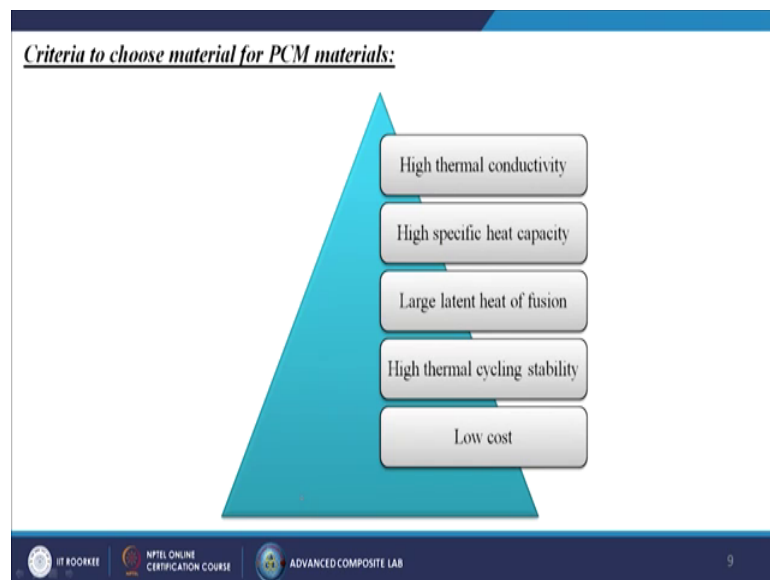 Criteria to choose material for PCM materials:
High thermal conductivity
High specific heat capacity
Large latent heat of fusion
High thermal cycling stability
Low cost
IIT ROORKEE
NPTEL ONLINE
CERTIFICATION COURSE
ADVANCED COMPOSITE LAB
9